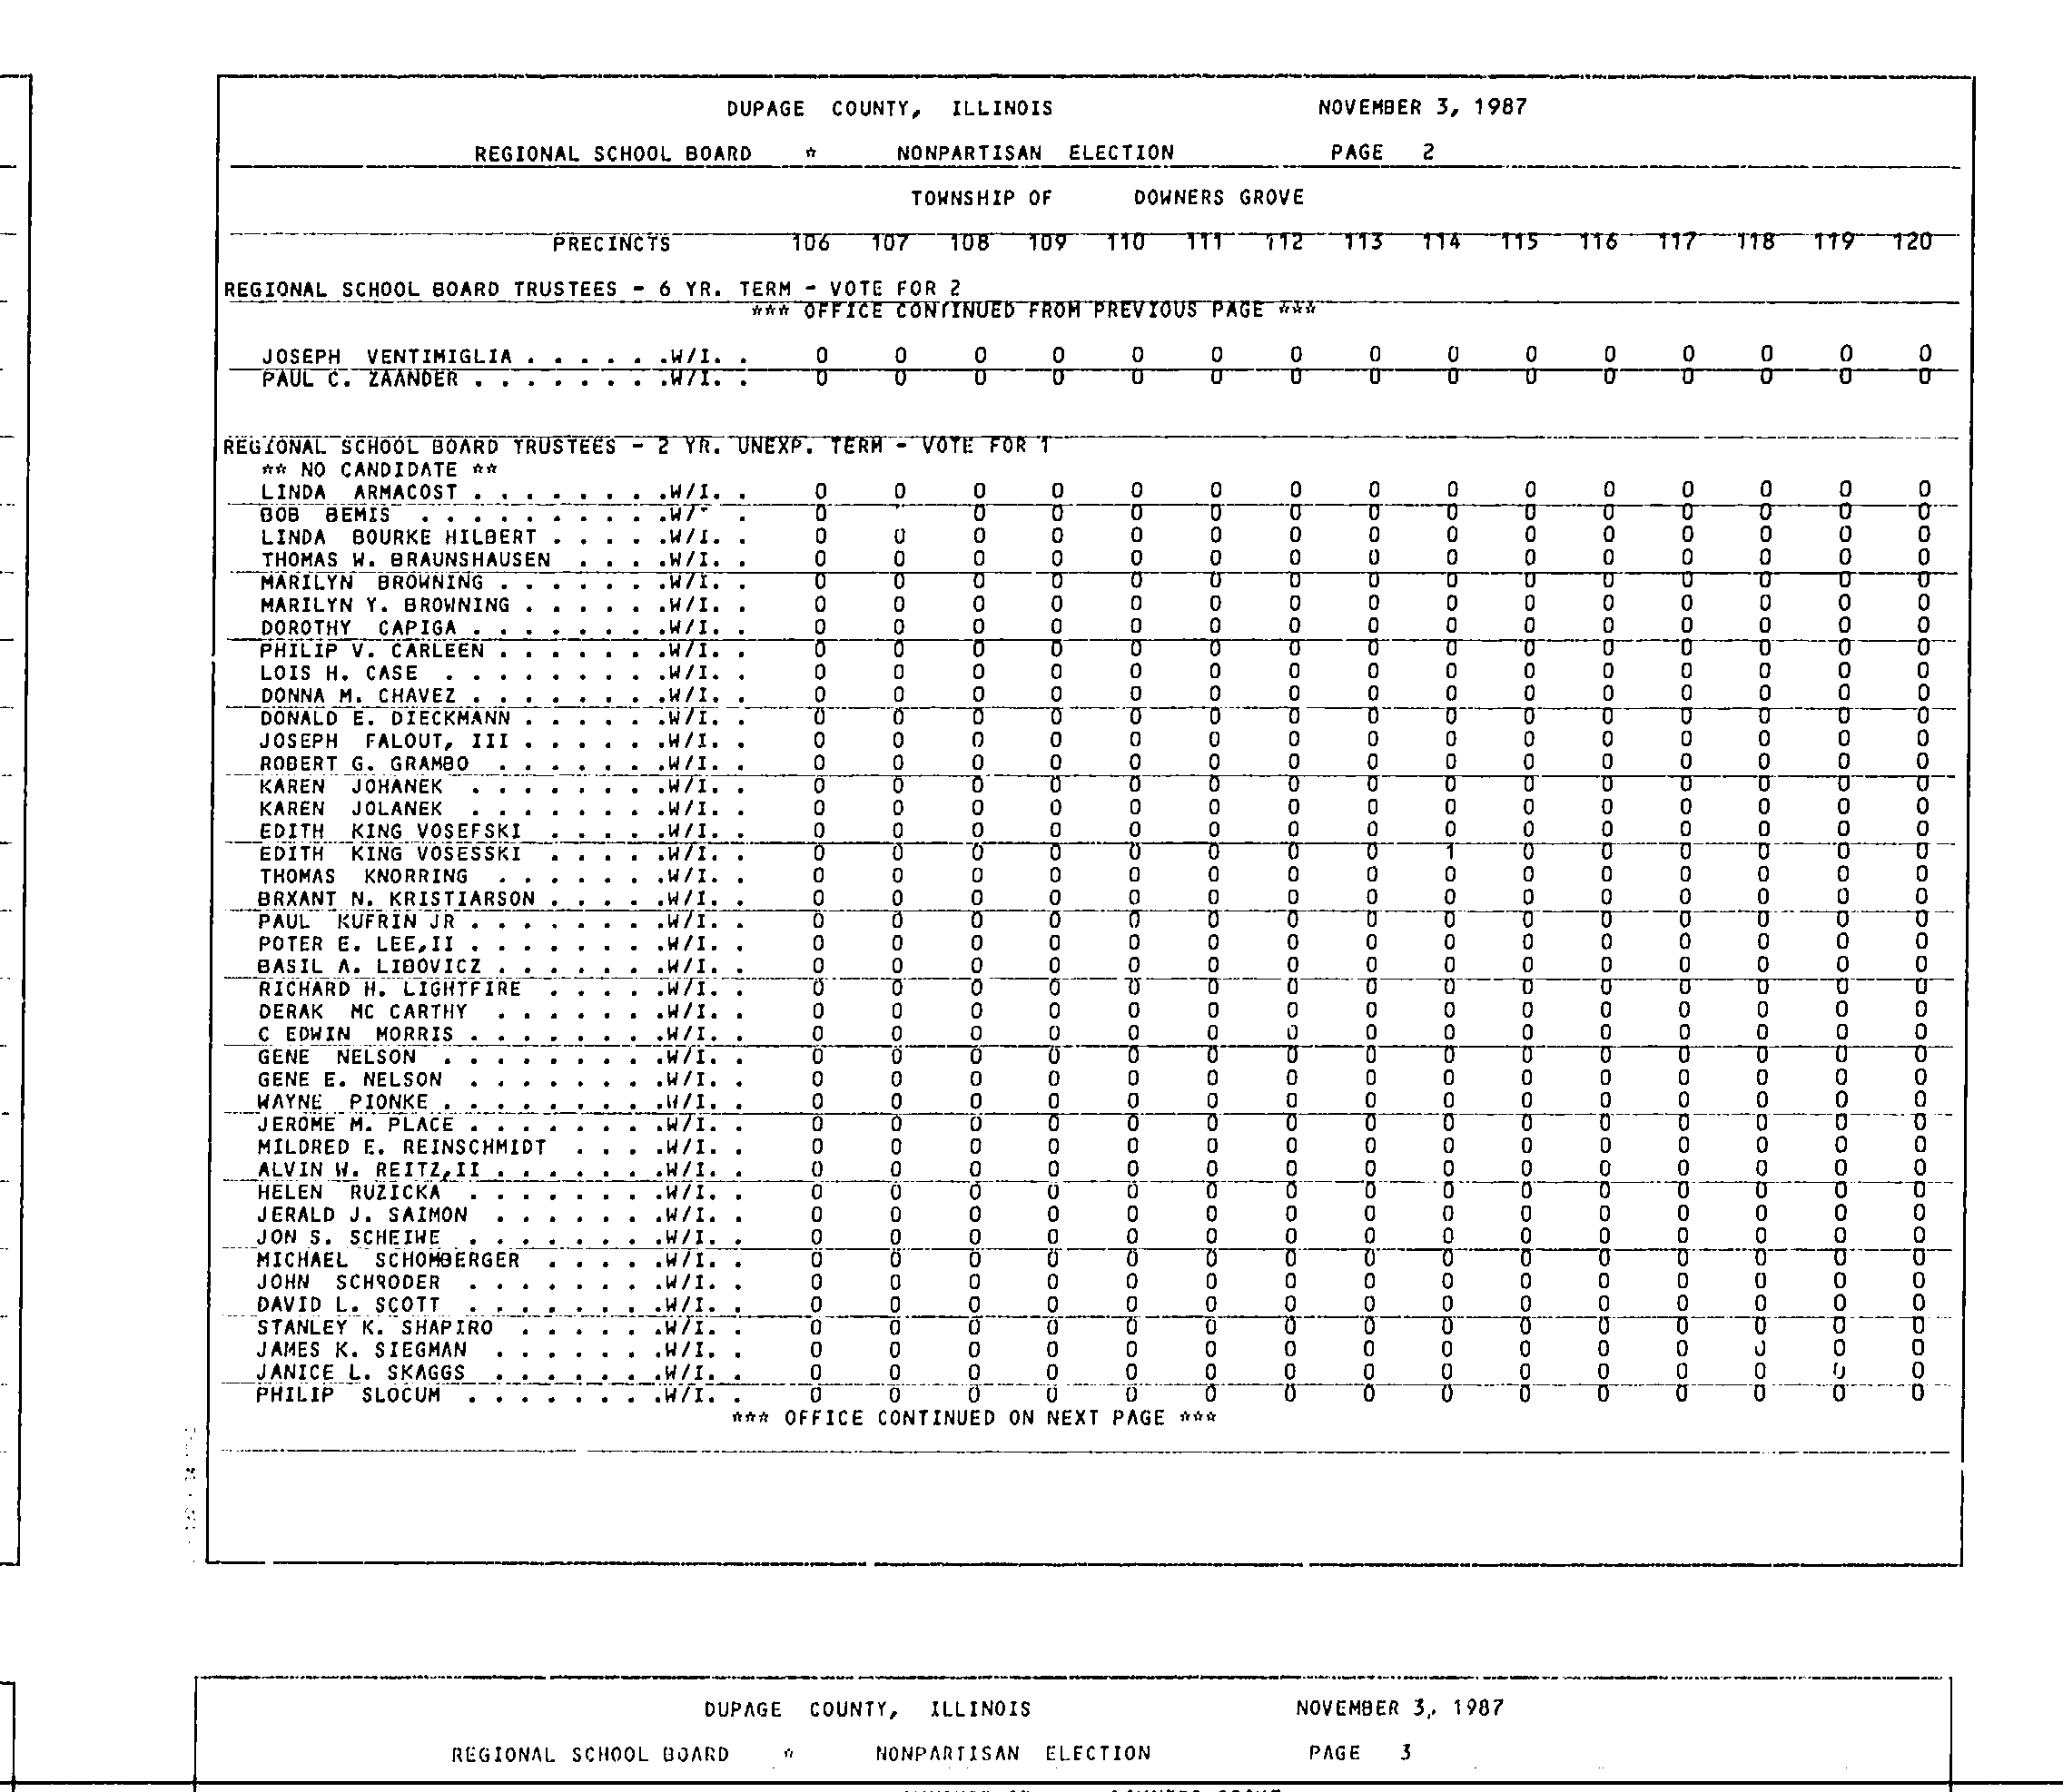 DUPAGE COUNTY, ILLINOIS NOVEMBER 3, 1987
REGIONAL SCHOOL BOARD * NONPARTISAN ELECTION PAGE 2
TOWNSHIP OF DOWNERS GROVE
PRECINCTS 106 107 108 109 110 111 112 113 114 115 116 117 118 119 120
REGIONAL SCHOOL BOARD TRUSTEES - 6 YR. TERM - VOTE FOR 2
*** OFFICE CONTINUED FROM PREVIOUS PAGE ***
JOSEPH VENTIMIGLIA . . . . . .W/I. . 0 0 0 0 0 0 0 0 0 0 0 0 0 0 0
PAUL C. ZAANDER . . . . . . . .W/I. . 0 0 0 0 0 0 0 0 0 0 0 0 0 0 0
REGIONAL SCHOOL BOARD TRUSTEES - 2 YR. UNEXP. TERM - VOTE FOR 1
** NO CANDIDATE **
LINDA ARMACOST . . . . . . . .W/I. . 0 0 0 0 0 0 0 0 0 0 0 0 0 0 0
BOB BEMIS . . . . . . . . . .W/ . 0 0 0 0 0 0 0 0 0 0 0 0 0 0
LINDA BOURKE HILBERT . . . . .W/I. . 0 0 0 0 0 0 0 0 0 0 0 0 0 0 0
THOMAS W. BRAUNSHAUSEN . . . .W/I. . 0 0 0 0 0 0 0 0 0 0 0 0 0 0 0
MARILYN BROWNING . . . . . . .W/I. . 0 0 0 0 0 0 0 0 0 0 0 0 0 0 0
MARILYN Y. BROWNING . . . . . .W/I. . 0 0 0 0 0 0 0 0 0 0 0 0 0 0 0
DOROTHY CAPIGA . . . . . . . .W/I. . 0 0 0 0 0 0 0 0 0 0 0 0 0 0 0
PHILIP V. CARLEEN . . . . . . .W/I. . 0 0 0 0 0 0 0 0 0 0 0 0 0 0 0
LOIS H. CASE . . . . . . . . .W/I. . 0 0 0 0 0 0 0 0 0 0 0 0 0 0 0
DONNA M. CHAVEZ . . . . . . . .W/I. . 0 0 0 0 0 0 0 0 0 0 0 0 0 0 0
DONALD E. DIECKMANN . . . . . .W/I. . 0 0 0 0 0 0 0 0 0 0 0 0 0 0 0
JOSEPH FALOUT, III . . . . . .W/I. . 0 0 0 0 0 0 0 0 0 0 0 0 0 0 0
ROBERT G. GRAMBO . . . . . . .W/I. . 0 0 0 0 0 0 0 0 0 0 0 0 0 0 0
KAREN JOHANEK . . . . . . . .W/I. . 0 0 0 0 0 0 0 0 0 0 0 0 0 0 0
KAREN JOLANEK . . . . . . . .W/I. . 0 0 0 0 0 0 0 0 0 0 0 0 0 0 0
EDITH KING VOSEFSKI . . . . .W/I. . 0 0 0 0 0 0 0 0 0 0 0 0 0 0 0
EDITH KING VOSESSKI . . . . .W/I. . 0 0 0 0 0 0 0 0 1 0 0 0 0 0 0
THOMAS KNORRING . . . . . . .W/I. . 0 0 0 0 0 0 0 0 0 0 0 0 0 0 0
BRXANT N. KRISTIARSON . . . . .W/I. . 0 0 0 0 0 0 0 0 0 0 0 0 0 0 0
PAUL KUFRIN JR . . . . . . . .W/I. . 0 0 0 0 0 0 0 0 0 0 0 0 0 0 0
POTER E. LEE,II . . . . . . . .W/I. . 0 0 0 0 0 0 0 0 0 0 0 0 0 0 0
BASIL A. LIBOVICZ . . . . . . .W/I. . 0 0 0 0 0 0 0 0 0 0 0 0 0 0 0
RICHARD H. LIGHTFIRE . . . . .W/I. . 0 0 0 0 0 0 0 0 0 0 0 0 0 0 0
DERAK MC CARTHY . . . . . . .W/I. . 0 0 0 0 0 0 0 0 0 0 0 0 0 0 0
C EDWIN MORRIS . . . . . . . .W/I. . 0 0 0 0 0 0 0 0 0 0 0 0 0 0 0
GENE NELSON . . . . . . . . .W/I. . 0 0 0 0 0 0 0 0 0 0 0 0 0 0 0
GENE E. NELSON . . . . . . . .W/I. . 0 0 0 0 0 0 0 0 0 0 0 0 0 0 0
WAYNE PIONKE . . . . . . . . .W/I. . 0 0 0 0 0 0 0 0 0 0 0 0 0 0 0
JEROME M. PLACE . . . . . . . .W/I. . 0 0 0 0 0 0 0 0 0 0 0 0 0 0 0
MILDRED E. REINSCHMIDT . . . .W/I. . 0 0 0 0 0 0 0 0 0 0 0 0 0 0 0
ALVIN W. REITZ,II . . . . . . .W/I. . 0 0 0 0 0 0 0 0 0 0 0 0 0 0 0
HELEN RUZICKA . . . . . . . .W/I. . 0 0 0 0 0 0 0 0 0 0 0 0 0 0 0
JERALD J. SAIMON . . . . . . .W/I. . 0 0 0 0 0 0 0 0 0 0 0 0 0 0 0
JON S. SCHEIWE . . . . . . . .W/I. . 0 0 0 0 0 0 0 0 0 0 0 0 0 0 0
MICHAEL SCHOMBERGER . . . . .W/I. . 0 0 0 0 0 0 0 0 0 0 0 0 0 0 0
JOHN SCHRODER . . . . . . . .W/I. . 0 0 0 0 0 0 0 0 0 0 0 0 0 0 0
DAVID L. SCOTT . . . . . . . .W/I. . 0 0 0 0 0 0 0 0 0 0 0 0 0 0 0
STANLEY K. SHAPIRO . . . . . .W/I. . 0 0 0 0 0 0 0 0 0 0 0 0 0 0 0
JAMES K. SIEGMAN . . . . . . .W/I. . 0 0 0 0 0 0 0 0 0 0 0 0 0 0 0
JANICE L. SKAGGS . . . . . . .W/I. . 0 0 0 0 0 0 0 0 0 0 0 0 0 0 0
PHILIP SLOCUM . . . . . . . .W/I. . 0 0 0 0 0 0 0 0 0 0 0 0 0 0 0
*** OFFICE CONTINUED ON NEXT PAGE ***
DUPAGE COUNTY, ILLINOIS NOVEMBER 3, 1987
REGIONAL SCHOOL BOARD * NONPARTISAN ELECTION PAGE 3